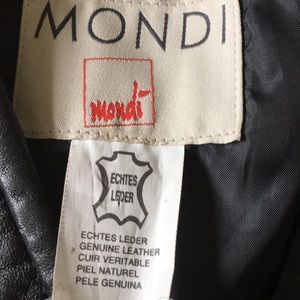 MONDI
mondi
ECHTES
LEDER
ECHTES LEDER
GENUINE LEATHER
CUIR VERITABLE
PIEL NATUREL
PELE GENUINA